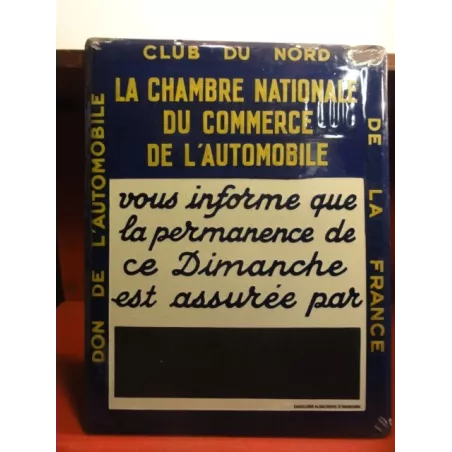 DON DE L'AUTOMOBILE
CLUB DU NORD
DE LA FRANCE
LA CHAMBRE NATIONALE
DU COMMERCE
DE L'AUTOMOBILE
vous informe que
la permanence de
ce Dimanche
est assurée par